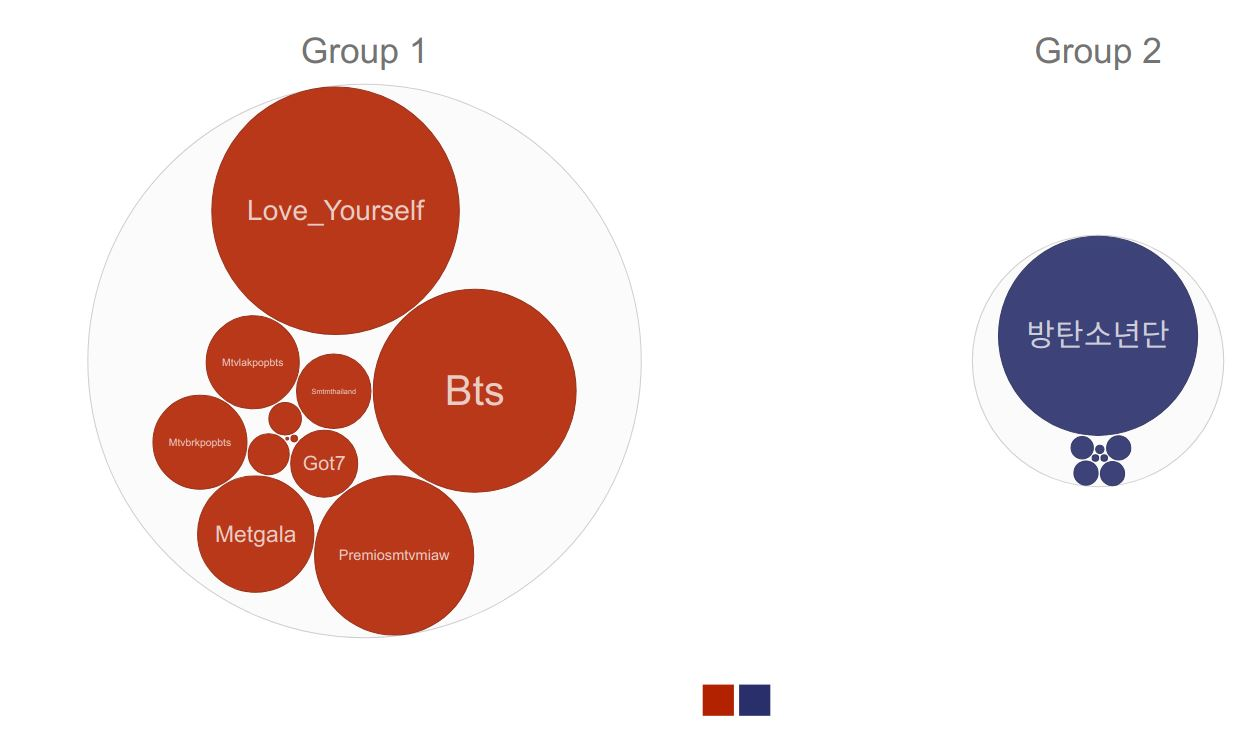 Group 1
Group 2
Love_Yourself
방탄소년단
Mtvlakpopbts
Smtmthailand
Bts
Mtvbrkpopbts
Got7
Metgala
Premiosmtvmiaw